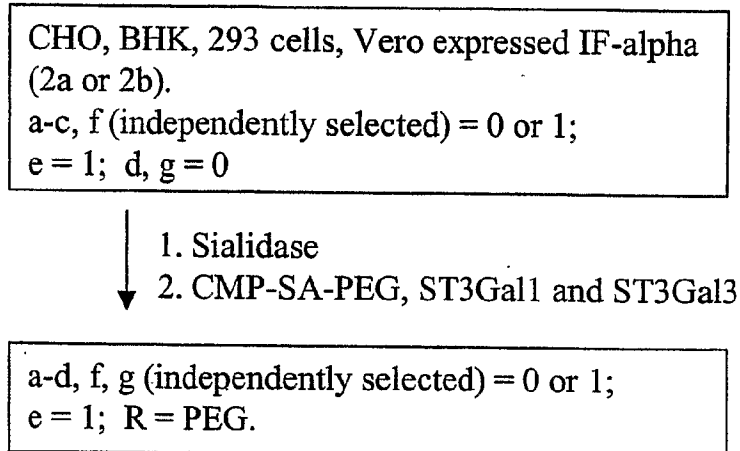 CHO, BHK, 293 cells, Vero expressed IF-alpha
(2a or 2b).
a-c, f (independently selected) = 0 or 1;
e = 1; d, g = 0
1. Sialidase
2. CMP-SA-PEG, ST3Gal1 and ST3Gal3
a-d, f, g (independently selected) = 0 or 1;
e = 1; R = PEG.